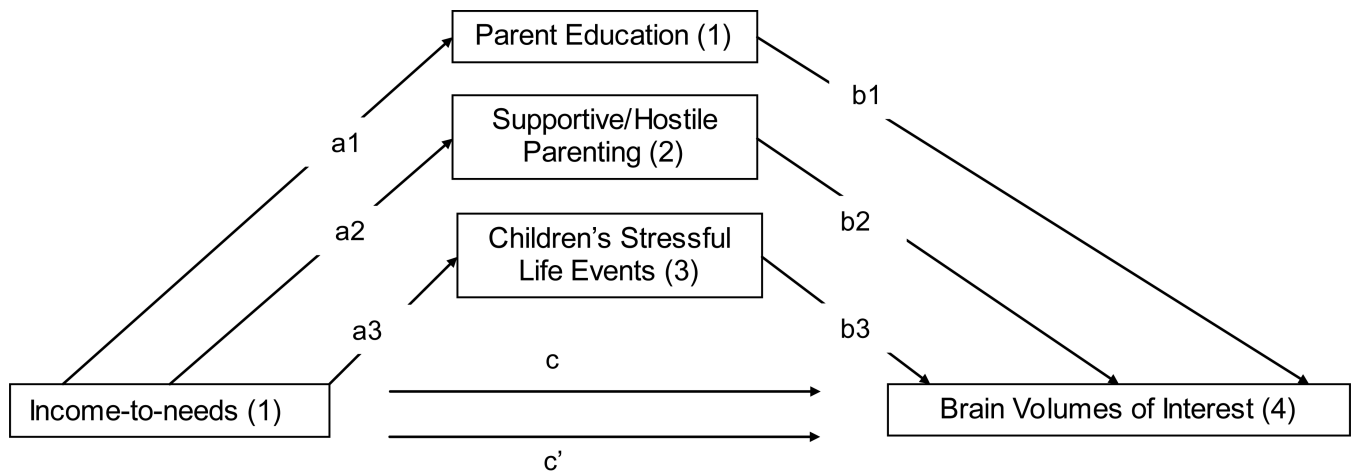 Parent Education (1)
b1
Supportive/Hostile
Parenting (2)
a1
a2
b2
Children’s Stressful
Life Events (3)
a3
b3
c
Income-to-needs (1)
Brain Volumes of Interest (4)
c’